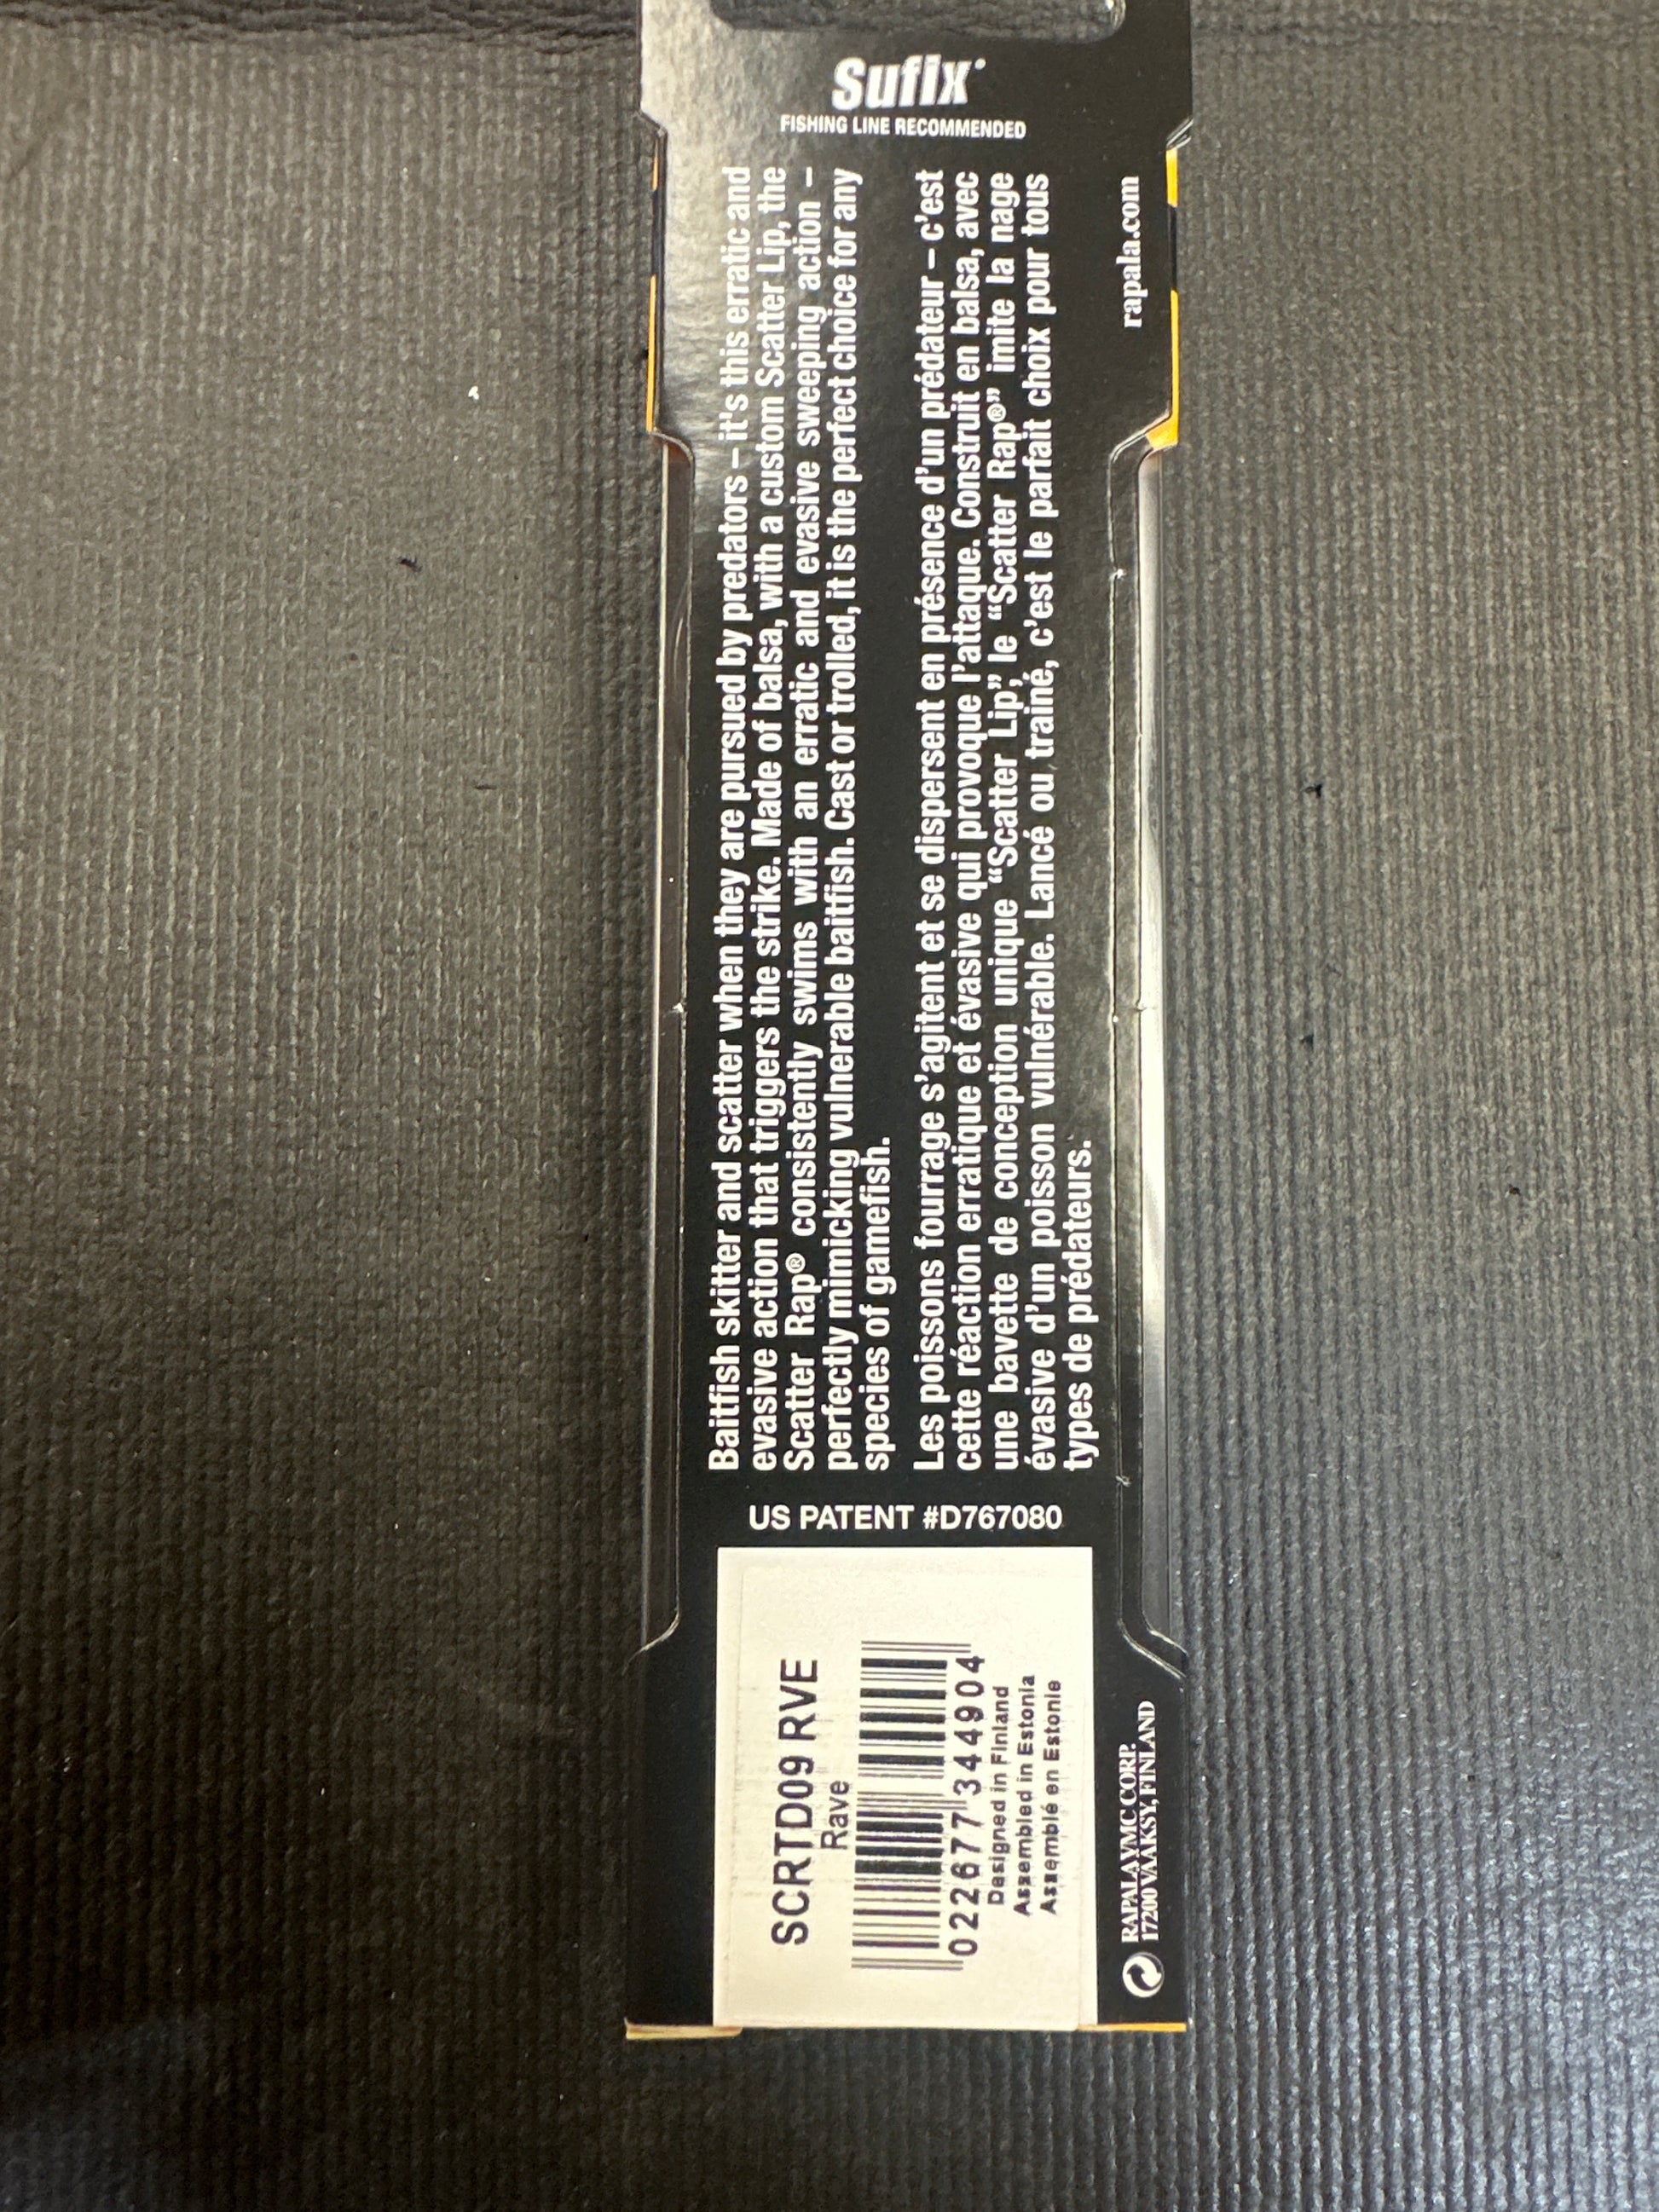 Sufix
FISHING LINE RECOMMENDED
Baitfish skitter and scatter when they are pursued by predators – it's this erratic and
evasive action that triggers the strike. Made of balsa, with a custom Scatter Lip, the
Scatter Rap® consistently swims with an erratic and evasive sweeping action –
perfectly mimicking vulnerable baitfish. Cast or trolled, it is the perfect choice for any
species of gamefish.
Les poissons fourrage s'agitent et se dispersent en présence d'un prédateur – c'est
cette réaction erratique et évasive qui provoque l'attaque. Construit en balsa, avec
une bavette de conception unique “Scatter Lip,” le “Scatter Rap®” imite la nage
évasive d'un poisson vulnérable. Lancé ou traîné, c'est le parfait choix pour tous
types de prédateurs.
rapala.com
US PATENT #D767080
SCRTD09 RVE
Rave
022677344904
Designed in Finland
Assembled in Estonia
Assemblé en Estonie
RAPALA VMC CORP.
17200 VAAKSY, FINLAND